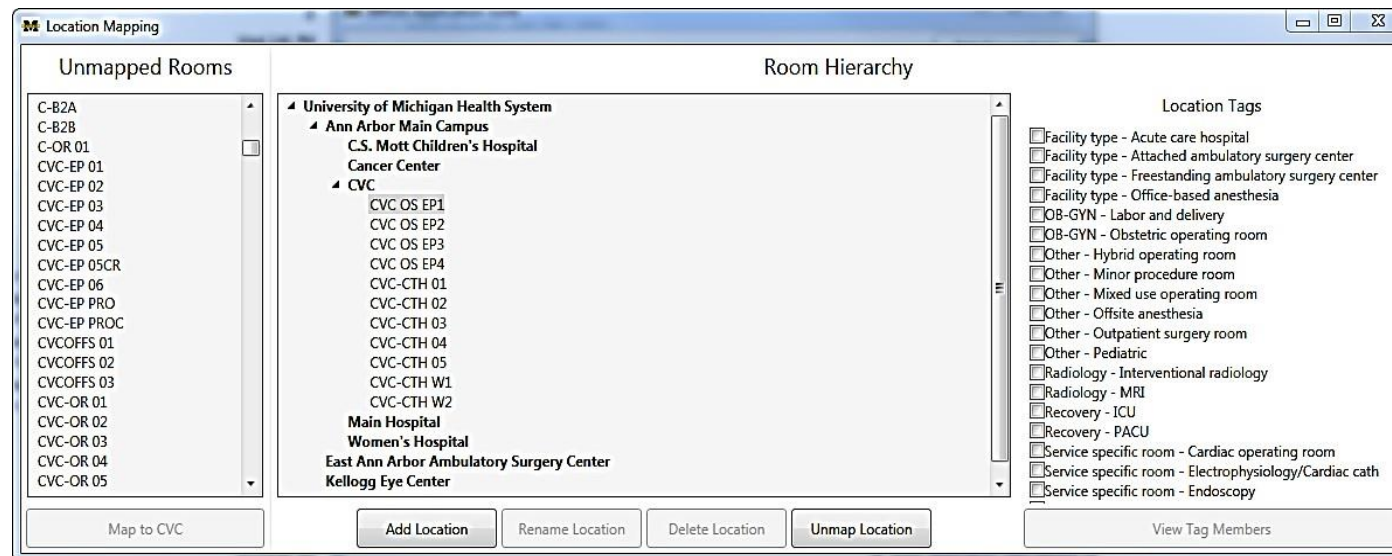 Location Mapping
Unmapped Rooms
C-B2A
C-B2B
C-OR 01
CVC-EP 01
CVC-EP 02
CVC-EP 03
CVC-EP 04
CVC-EP 05
CVC-EP 05CR
CVC-EP 06
CVC-EP PRO
CVC-EP PROC
CVCOFFS 01
CVCOFFS 02
CVCOFFS 03
CVC-OR 01
CVC-OR 02
CVC-OR 03
CVC-OR 04
CVC-OR 05
Map to CVC
Room Hierarchy
University of Michigan Health System
Ann Arbor Main Campus
C.S. Mott Children's Hospital
Cancer Center
CVC
CVC OS EP1
CVC OS EP2
CVC OS EP3
CVC OS EP4
CVC-CTH 01
CVC-CTH 02
CVC-CTH 03
CVC-CTH 04
CVC-CTH 05
CVC-CTH W1
CVC-CTH W2
Main Hospital
Women's Hospital
East Ann Arbor Ambulatory Surgery Center
Kellogg Eye Center
Add Location
Rename Location
Delete Location
Unmap Location
Location Tags
Facility type - Acute care hospital
Facility type - Attached ambulatory surgery center
Facility type - Freestanding ambulatory surgery center
Facility type - Office-based anesthesia
OB-GYN - Labor and delivery
OB-GYN - Obstetric operating room
Other - Hybrid operating room
Other - Minor procedure room
Other - Mixed use operating room
Other - Offsite anesthesia
Other - Outpatient surgery room
Other - Pediatric
Radiology - Interventional radiology
Radiology - MRI
Recovery - ICU
Recovery - PACU
Service specific room - Cardiac operating room
Service specific room - Electrophysiology/Cardiac cath
Service specific room - Endoscopy
View Tag Members